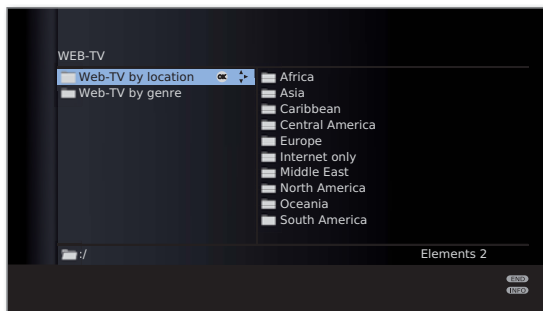 WEB-TV
Web-TV by location OK
Web-TV by genre
Africa
Asia
Caribbean
Central America
Europe
Internet only
Middle East
North America
Oceania
South America
:/
Elements 2
END
INFO